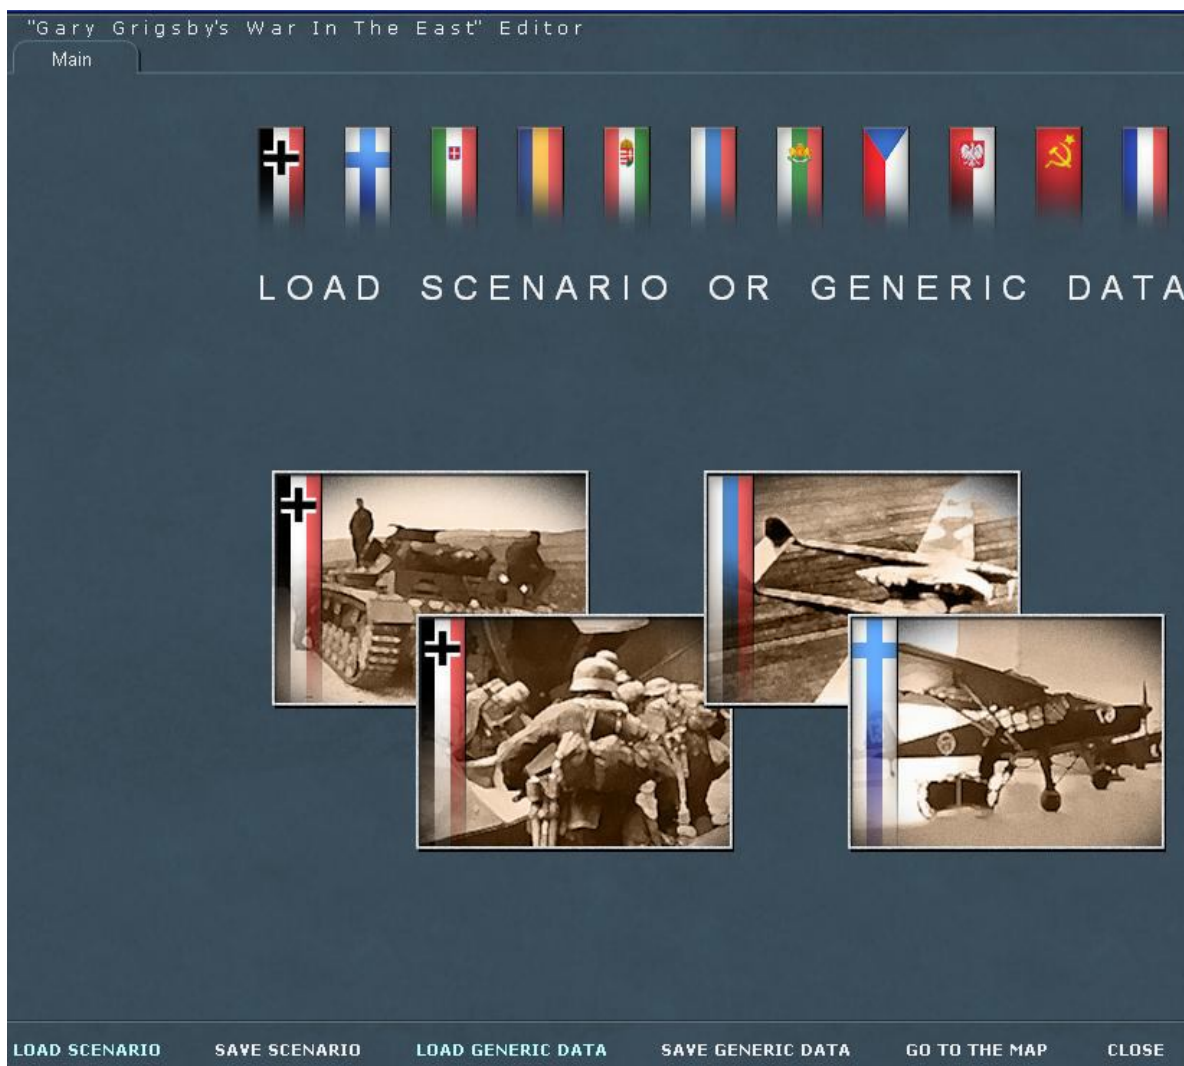 "Gary Grigsby's War In The East" Editor
Main
LOAD SCENARIO OR GENERIC DATA
LOAD SCENARIO SAVE SCENARIO LOAD GENERIC DATA SAVE GENERIC DATA GO TO THE MAP CLOSE